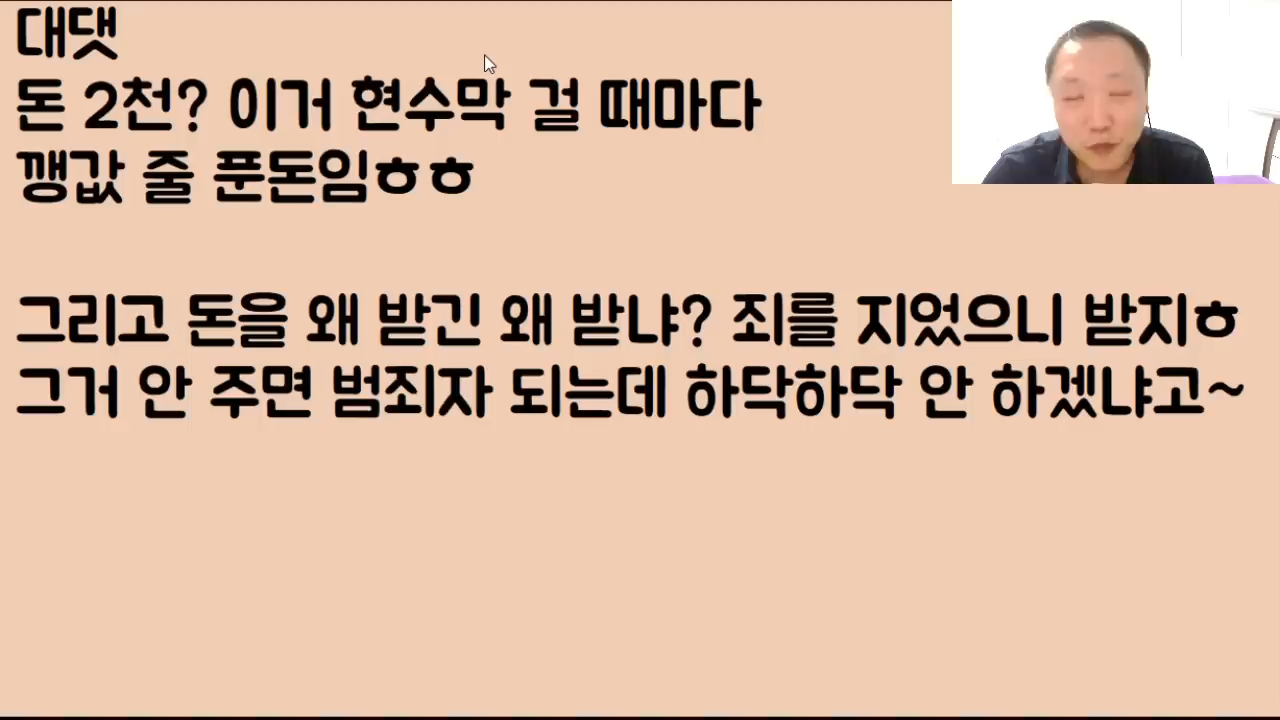 대댓
돈 2천? 이거 현수막 걸 때마다
깽값 줄 푼돈임ㅎㅎ
그리고 돈을 왜 받긴 왜 받냐? 죄를 지었으니 받지ㅎ
그거 안 주면 범죄자 되는데 하닥하닥 안 하겠냐고~